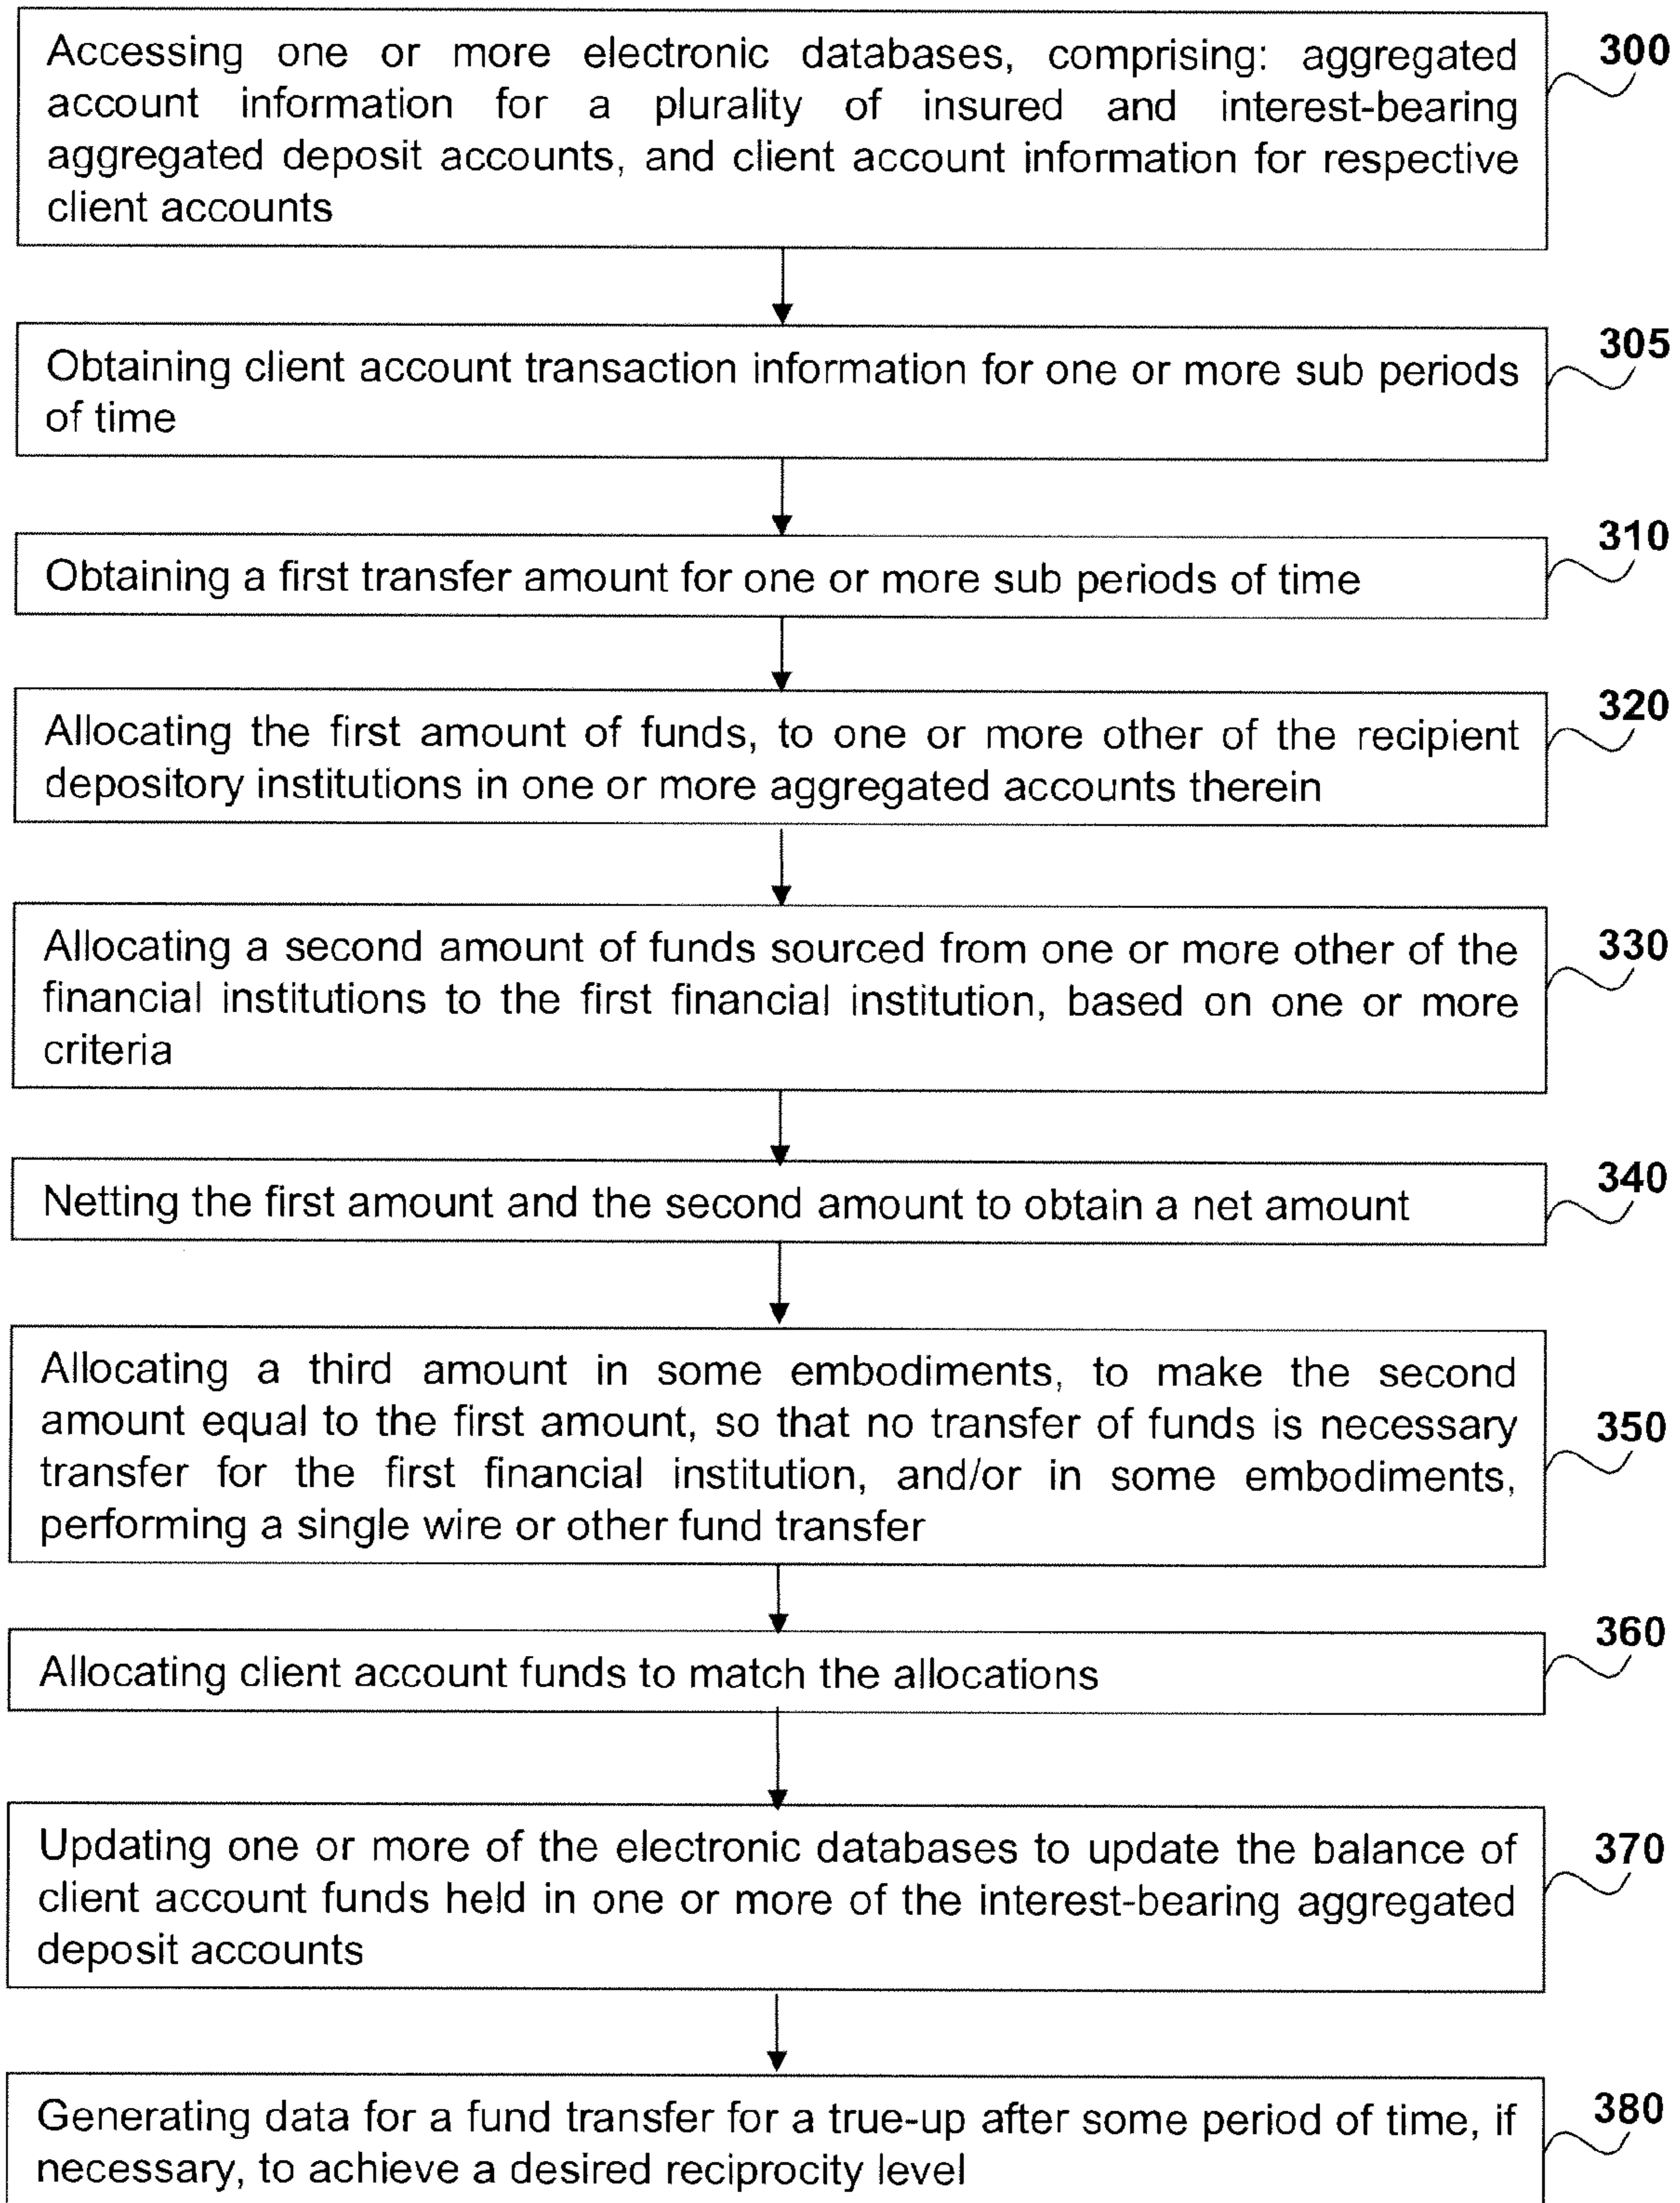 Accessing one or more electronic databases, comprising: aggregated
account information for a plurality of insured and interest-bearing
aggregated deposit accounts, and client account information for respective
client accounts
300
Obtaining client account transaction information for one or more sub periods
of time
305
Obtaining a first transfer amount for one or more sub periods of time
310
Allocating the first amount of funds, to one or more other of the recipient
depository institutions in one or more aggregated accounts therein
320
Allocating a second amount of funds sourced from one or more other of the
financial institutions to the first financial institution, based on one or more
criteria
330
Netting the first amount and the second amount to obtain a net amount
340
Allocating a third amount in some embodiments, to make the second
amount equal to the first amount, so that no transfer of funds is necessary
transfer for the first financial institution, and/or in some embodiments,
performing a single wire or other fund transfer
350
Allocating client account funds to match the allocations
360
Updating one or more of the electronic databases to update the balance of
client account funds held in one or more of the interest-bearing aggregated
deposit accounts
370
Generating data for a fund transfer for a true-up after some period of time, if
necessary, to achieve a desired reciprocity level
380